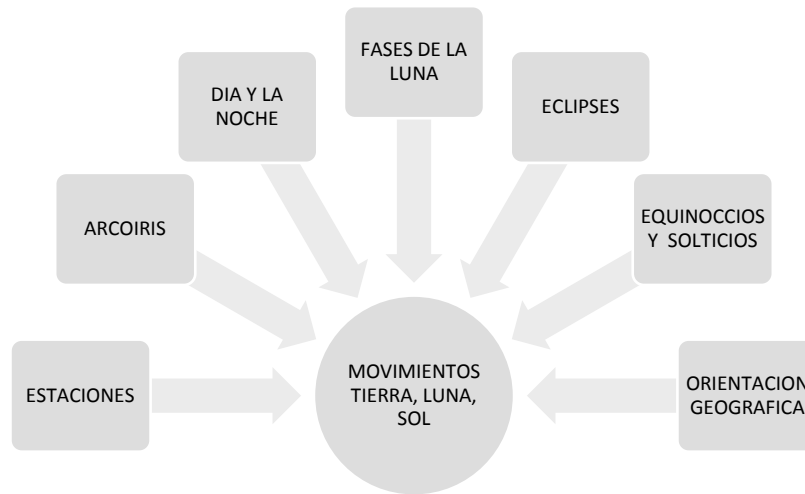 FASES DE LA
LUNA
DIA Y LA
NOCHE
ECLIPSES
ARCOIRIS
EQUINOCCIOS
Y SOLTICIOS
ESTACIONES
MOVIMIENTOS
TIERRA, LUNA,
SOL
ORIENTACION
GEOGRAFICA